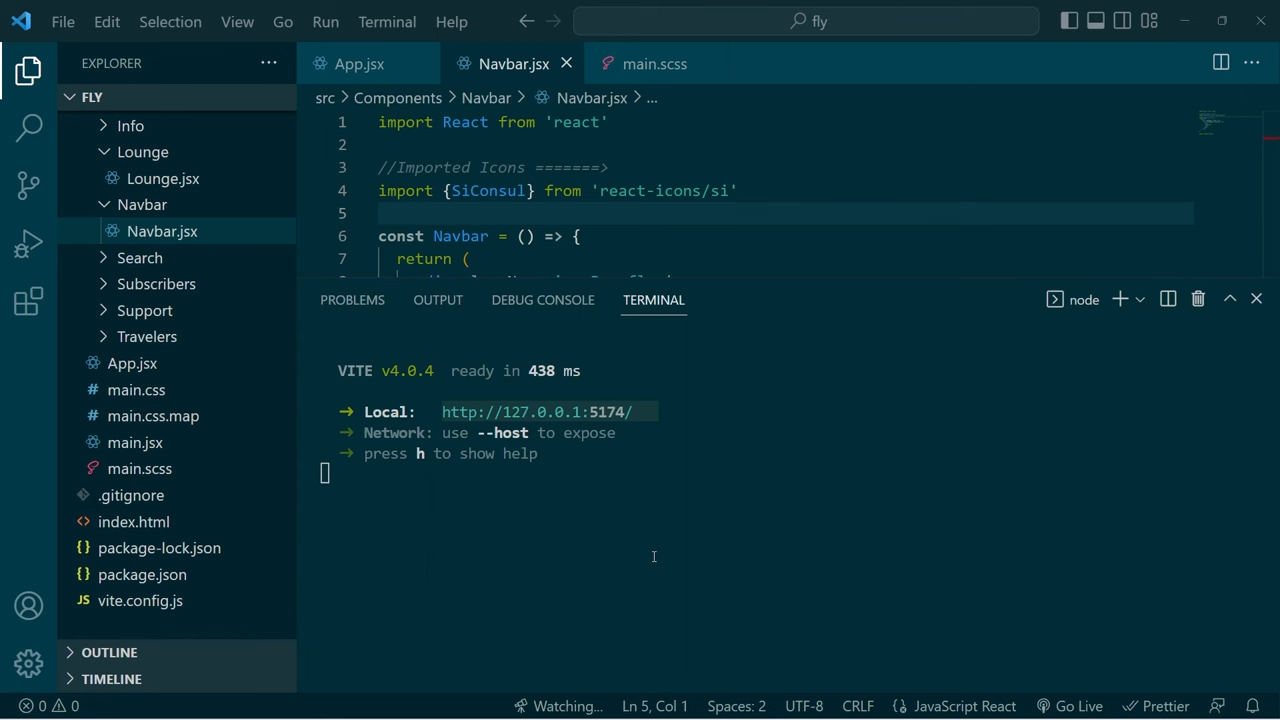 File Edit Selection View Go Run Terminal Help
fly
EXPLORER
App.jsx
Navbar.jsx
main.scss
FLY
Info
Lounge
Lounge.jsx
Navbar
Navbar.jsx
Search
Subscribers
Support
Travelers
App.jsx
# main.css
# main.css.map
main.jsx
main.scss
.gitignore
<> index.html
{} package-lock.json
{} package.json
JS vite.config.js
OUTLINE
TIMELINE
src > Components > Navbar > Navbar.jsx > ...
1 import React from 'react'
2
3 //Imported Icons =======>
4 import {SiConsul} from 'react-icons/si'
5
6 const Navbar = () => {
7 return (
PROBLEMS OUTPUT DEBUG CONSOLE TERMINAL
node
VITE v4.0.4 ready in 438 ms
➜ Local: http://127.0.0.1:5174/
➜ Network: use --host to expose
➜ press h to show help
0 0
Watching... Ln 5, Col 1 Spaces: 2 UTF-8 CRLF {} JavaScript React Go Live Prettier